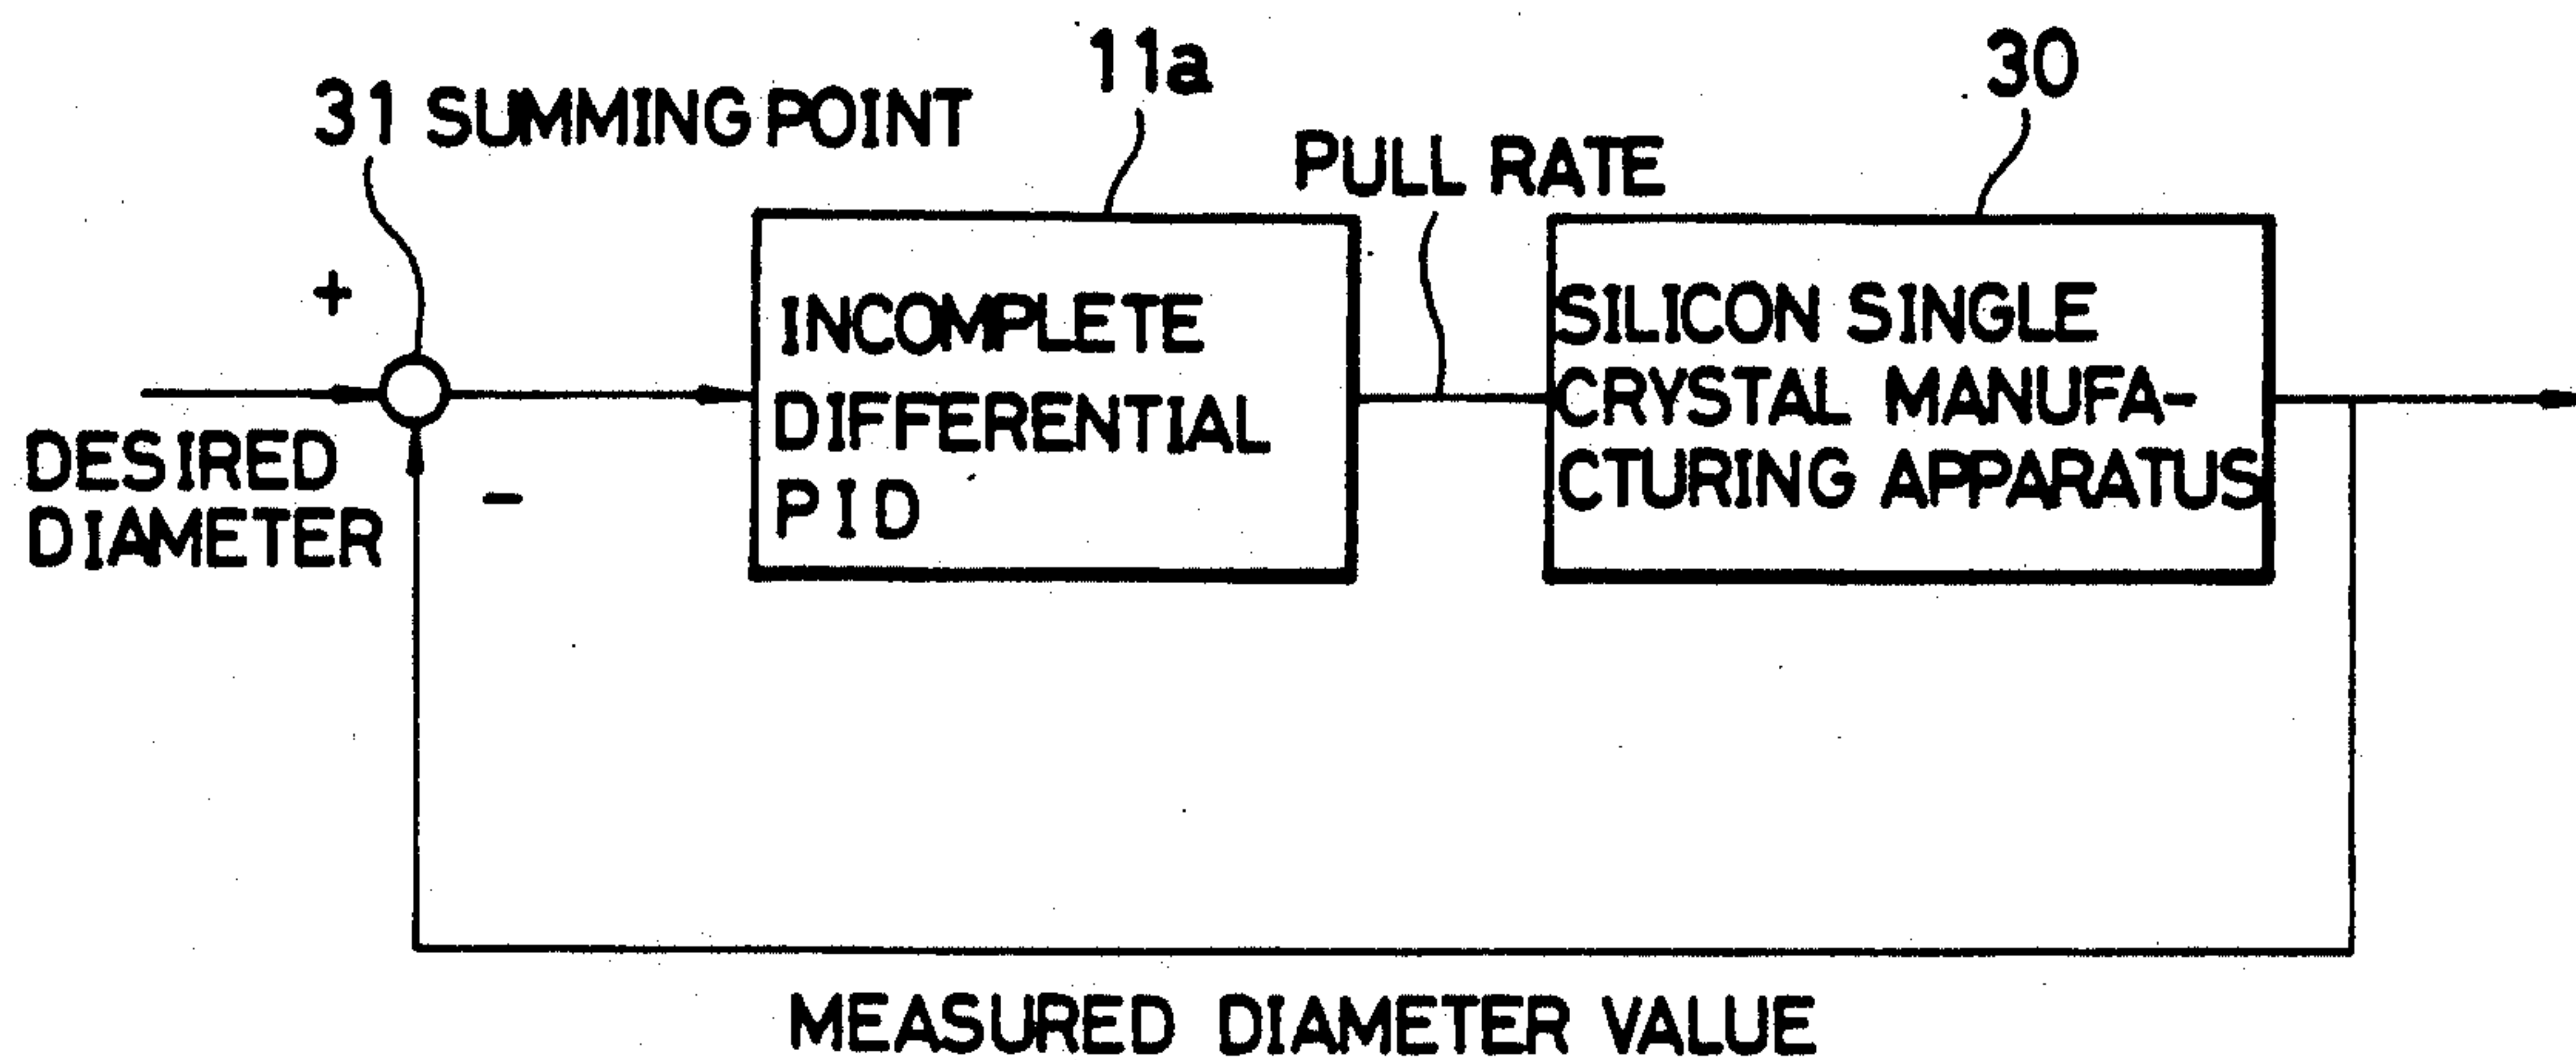 11a
30
31 SUMMING POINT
PULL RATE
+
INCOMPLETE
DIFFERENTIAL
PID
SILICON SINGLE
CRYSTAL MANUFA-
CTURING APPARATUS
DESIRED
DIAMETER
-
MEASURED DIAMETER VALUE